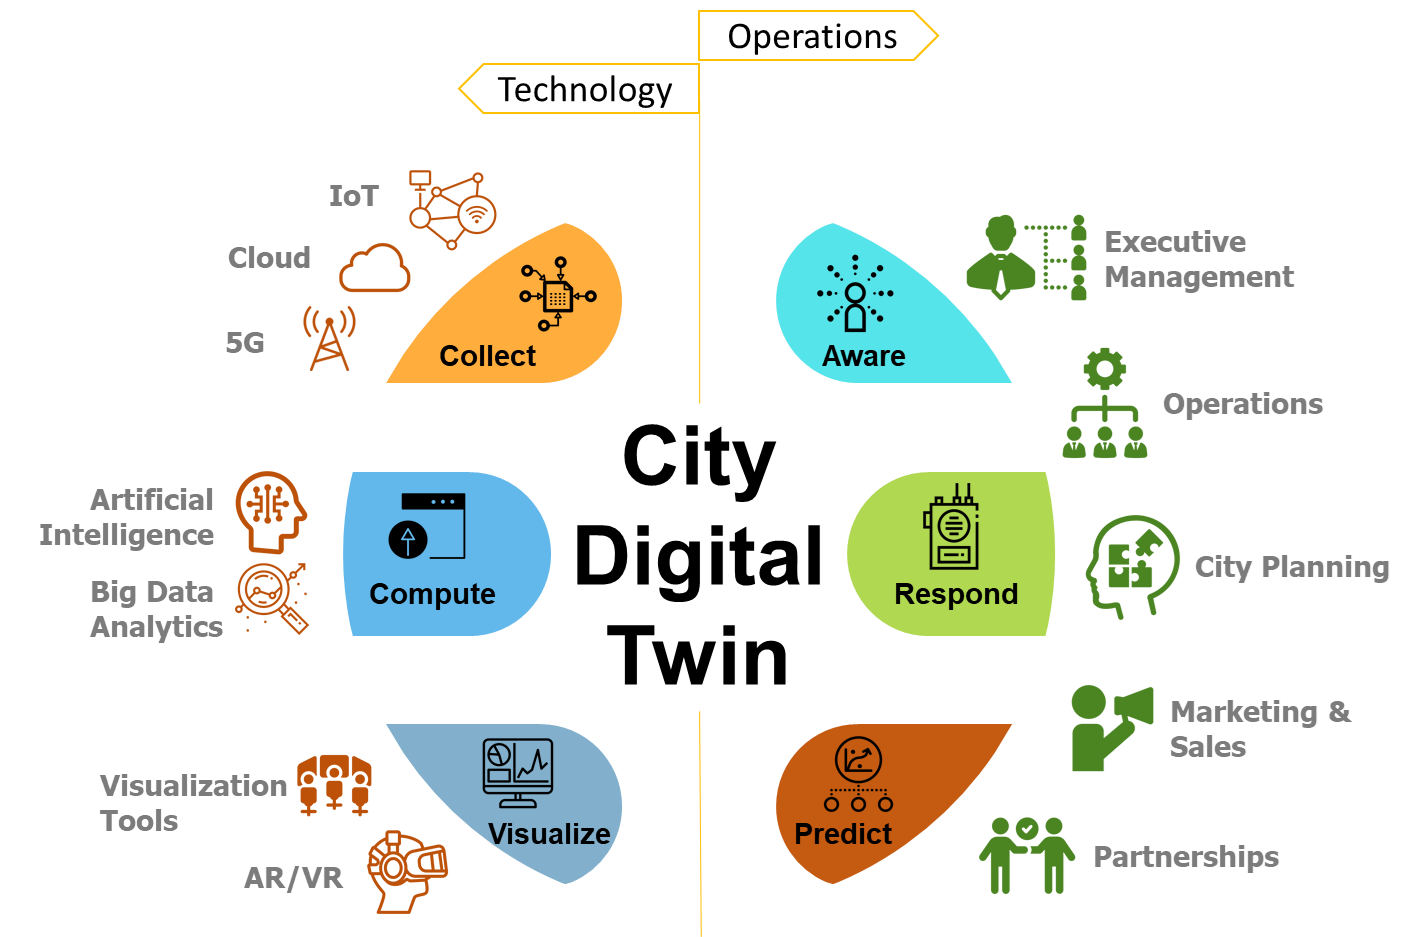 Operations
Technology
IoT
Cloud
5G
Collect
Artificial
Intelligence
Big Data
Analytics
Compute
Visualization
Tools
AR/VR
Visualize
City
Digital
Twin
Aware
Executive
Management
Operations
Respond
City Planning
Marketing &
Sales
Predict
Partnerships